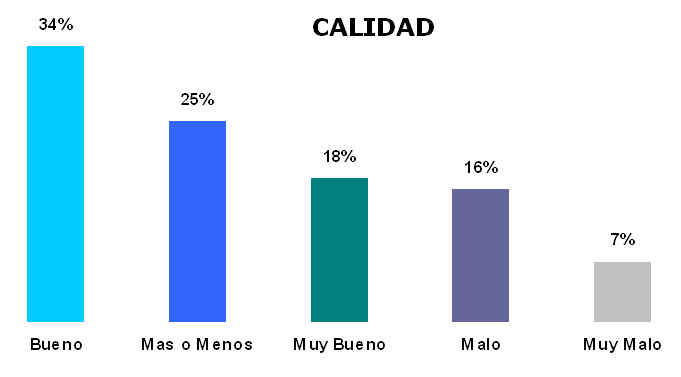 CALIDAD
34%
25%
18%
16%
7%
Bueno
Mas o Menos
Muy Bueno
Malo
Muy Malo